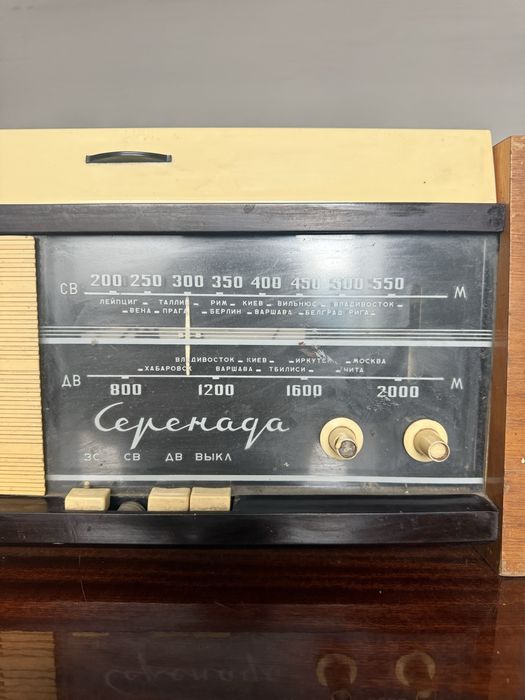 СВ 200 250 300 350 400 450 500 550 М
ЛЕЙПЦИГ ТАЛЛИН РИМ КИЕВ ВИЛЬНЮС ВЛАДИВОСТОК
ВЕНА ПРАГА БЕРЛИН ВАРШАВА БЕЛГРАД РИГА
ВЛАДИВОСТОК КИЕВ ИРКУТСК МОСКВА
ХАБАРОВСК ВАРШАВА ТБИЛИСИ ЧИТА
ДВ 800 1200 1600 2000 М
Серенада
ЗС СВ ДВ ВЫКЛ